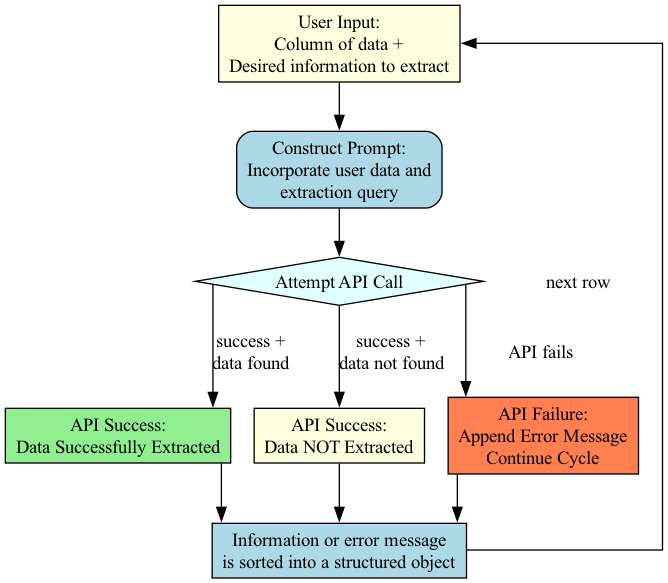 User Input:
Column of data +
Desired information to extract
Construct Prompt:
Incorporate user data and
extraction query
Attempt API Call
next row
success +
data found
success +
data not found
API fails
API Success:
Data Successfully Extracted
API Success:
Data NOT Extracted
API Failure:
Append Error Message
Continue Cycle
Information or error message
is sorted into a structured object